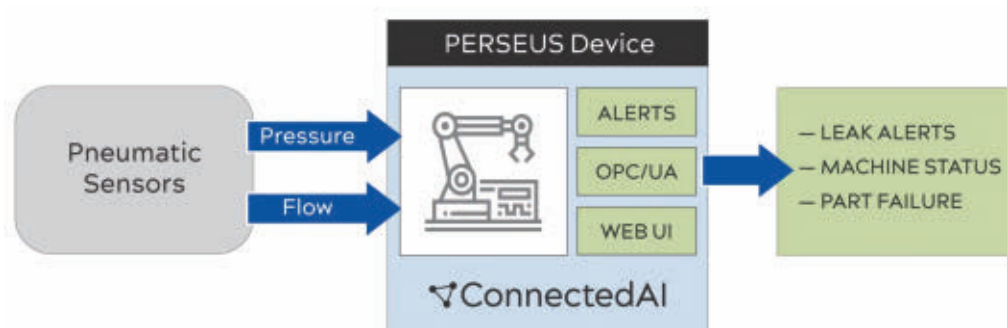 PERSEUS Device
Pneumatic
Sensors
Pressure
Flow
ALERTS
OPC/UA
WEB UI
ConnectedAI
— LEAK ALERTS
— MACHINE STATUS
— PART FAILURE